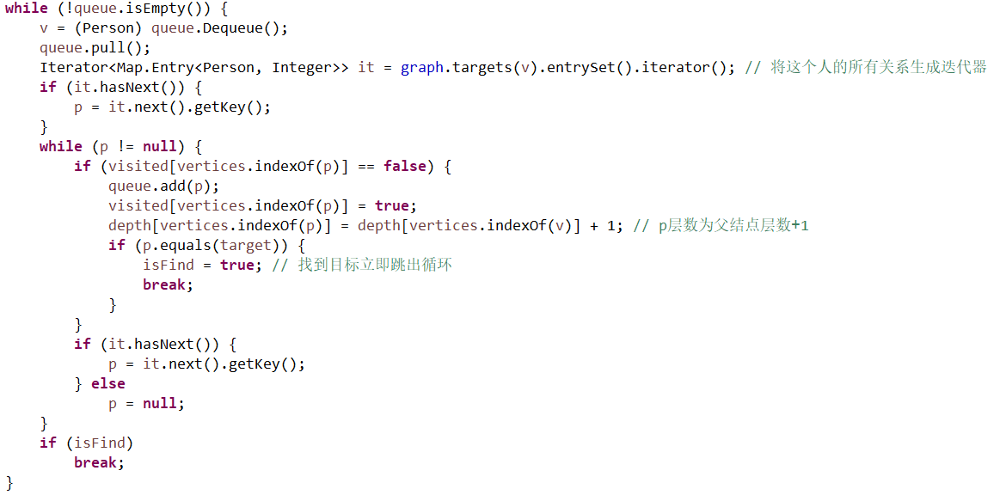 while (!queue.isEmpty()) {
    v = (Person) queue.Dequeue();
    queue.pull();
    Iterator<Map.Entry<Person, Integer>> it = graph.targets(v).entrySet().iterator(); // 将这个人的所有关系生成迭代器
    if (it.hasNext()) {
        p = it.next().getKey();
    }
    while (p != null) {
        if (visited[vertices.indexOf(p)] == false) {
            queue.add(p);
            visited[vertices.indexOf(p)] = true;
            depth[vertices.indexOf(p)] = depth[vertices.indexOf(v)] + 1; // p层数为父结点层数+1
            if (p.equals(target)) {
                isFind = true; // 找到目标立即跳出循环
                break;
            }
        }
        if (it.hasNext()) {
            p = it.next().getKey();
        } else
            p = null;
    }
    if (isFind)
        break;
}